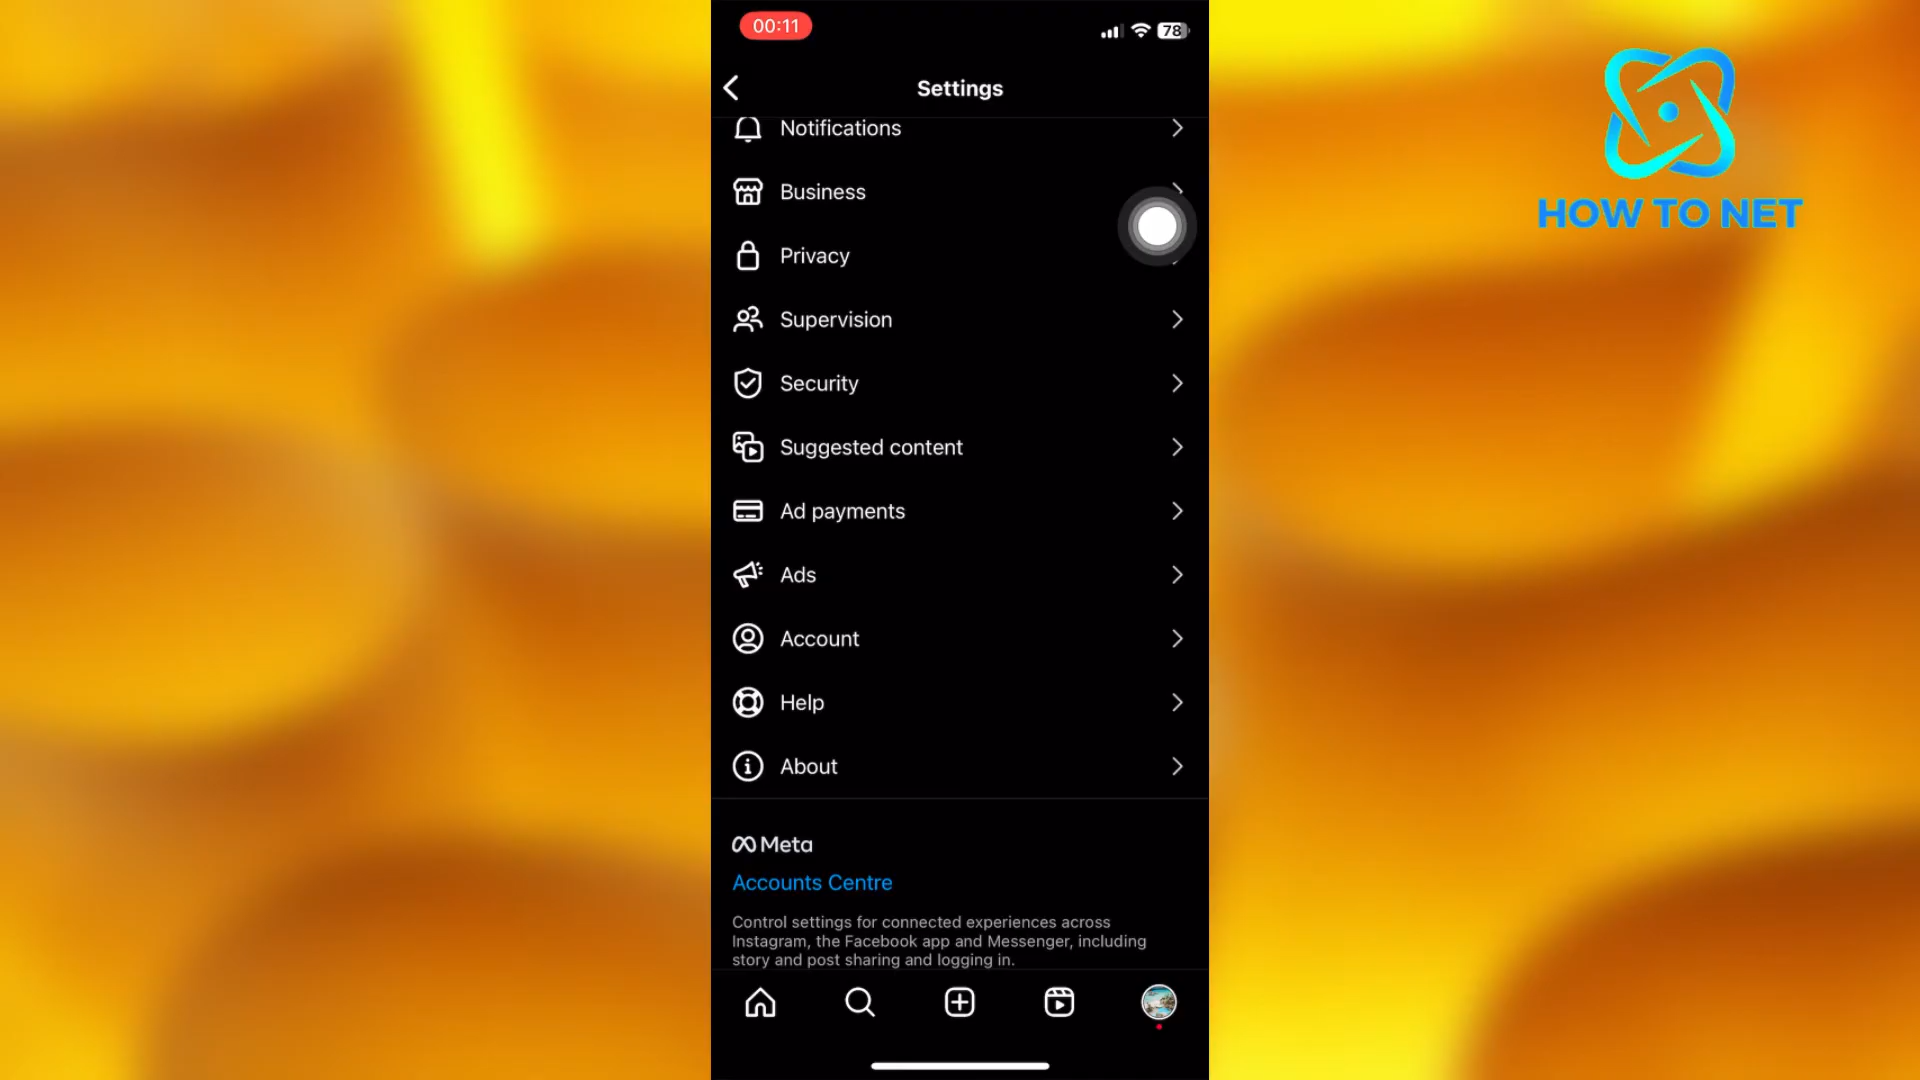 00:11
78
Settings
Notifications
Business
Privacy
Supervision
Security
Suggested content
Ad payments
Ads
Account
Help
About
Meta
Accounts Centre
Control settings for connected experiences across
Instagram, the Facebook app and Messenger, including
story and post sharing and logging in.
HOW TO NET